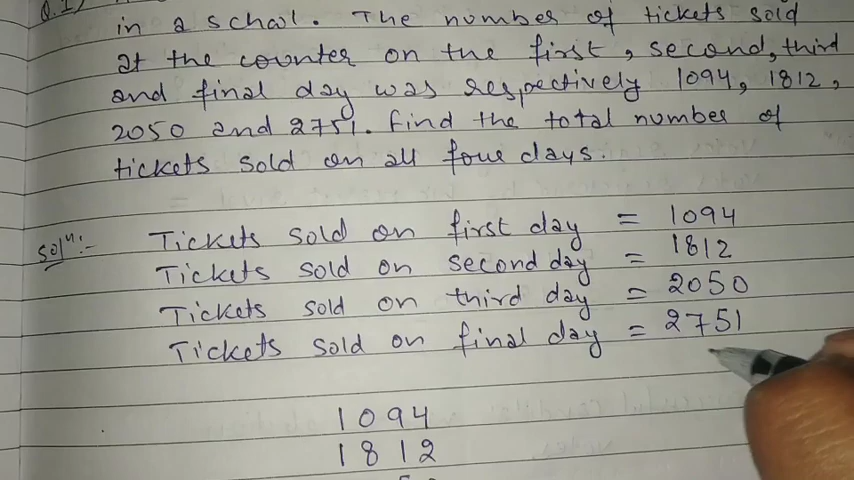 in a school. The number of tickets sold
at the counter on the first, second, third
and final day was respectively 1094, 1812,
2050 and 2751. Find the total number of
tickets sold on all four days.
Solⁿ:- Tickets sold on first day = 1094
Tickets sold on second day = 1812
Tickets sold on third day = 2050
Tickets sold on final day = 2751
1094
1812